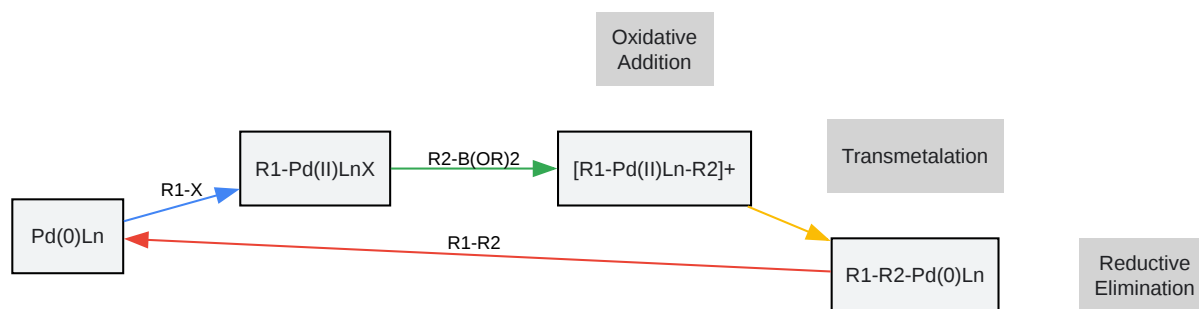 Oxidative
Addition
R1-Pd(II)LnX
R2-B(OR)2
[R1-Pd(II)Ln-R2]+
Transmetalation
R1-X
Pd(0)Ln
R1-R2
R1-R2-Pd(0)Ln
Reductive
Elimination